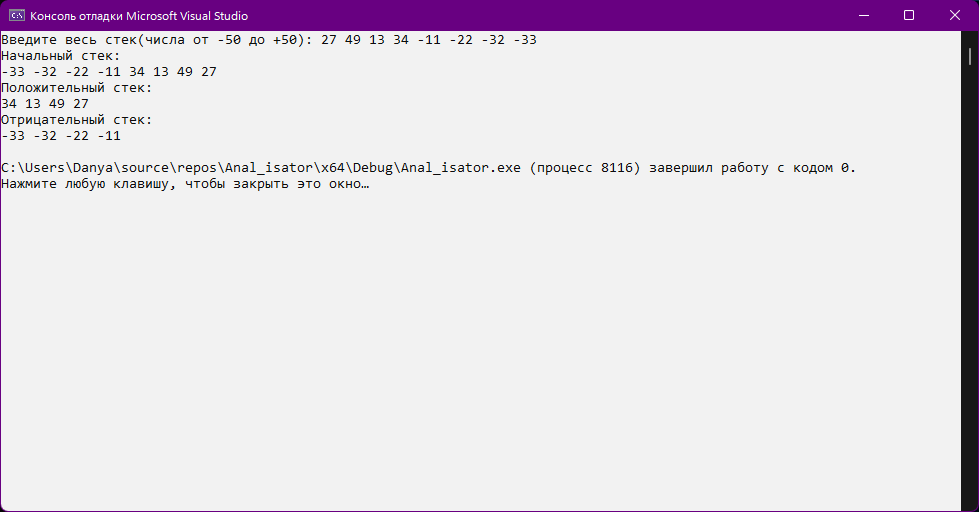 Консоль отладки Microsoft Visual Studio
Введите весь стек(числа от -50 до +50): 27 49 13 34 -11 -22 -32 -33
Начальный стек:
-33 -32 -22 -11 34 13 49 27
Положительный стек:
34 13 49 27
Отрицательный стек:
-33 -32 -22 -11
C:\Users\Danya\source\repos\Anal_isator\x64\Debug\Anal_isator.exe (процесс 8116) завершил работу с кодом 0.
Нажмите любую клавишу, чтобы закрыть это окно…